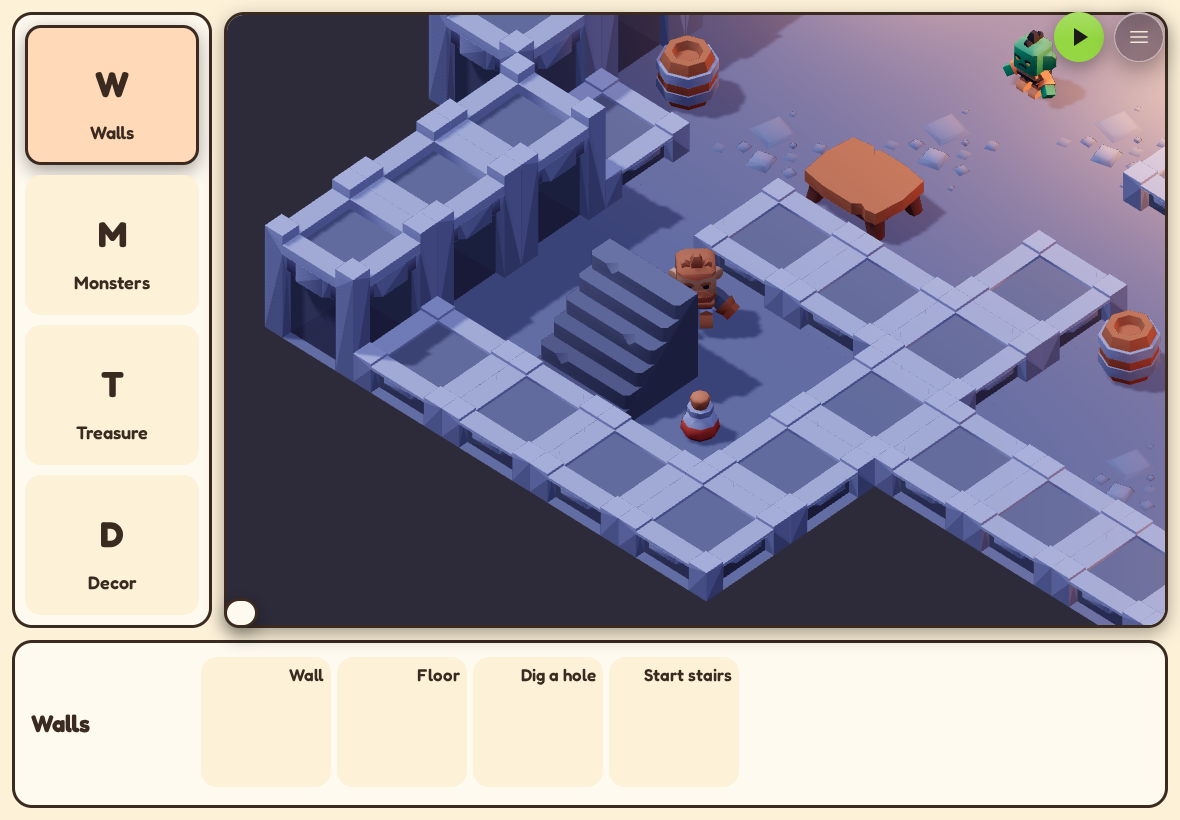 W
Walls
M
Monsters
T
Treasure
D
Decor
Walls
Wall
Floor
Dig a hole
Start stairs